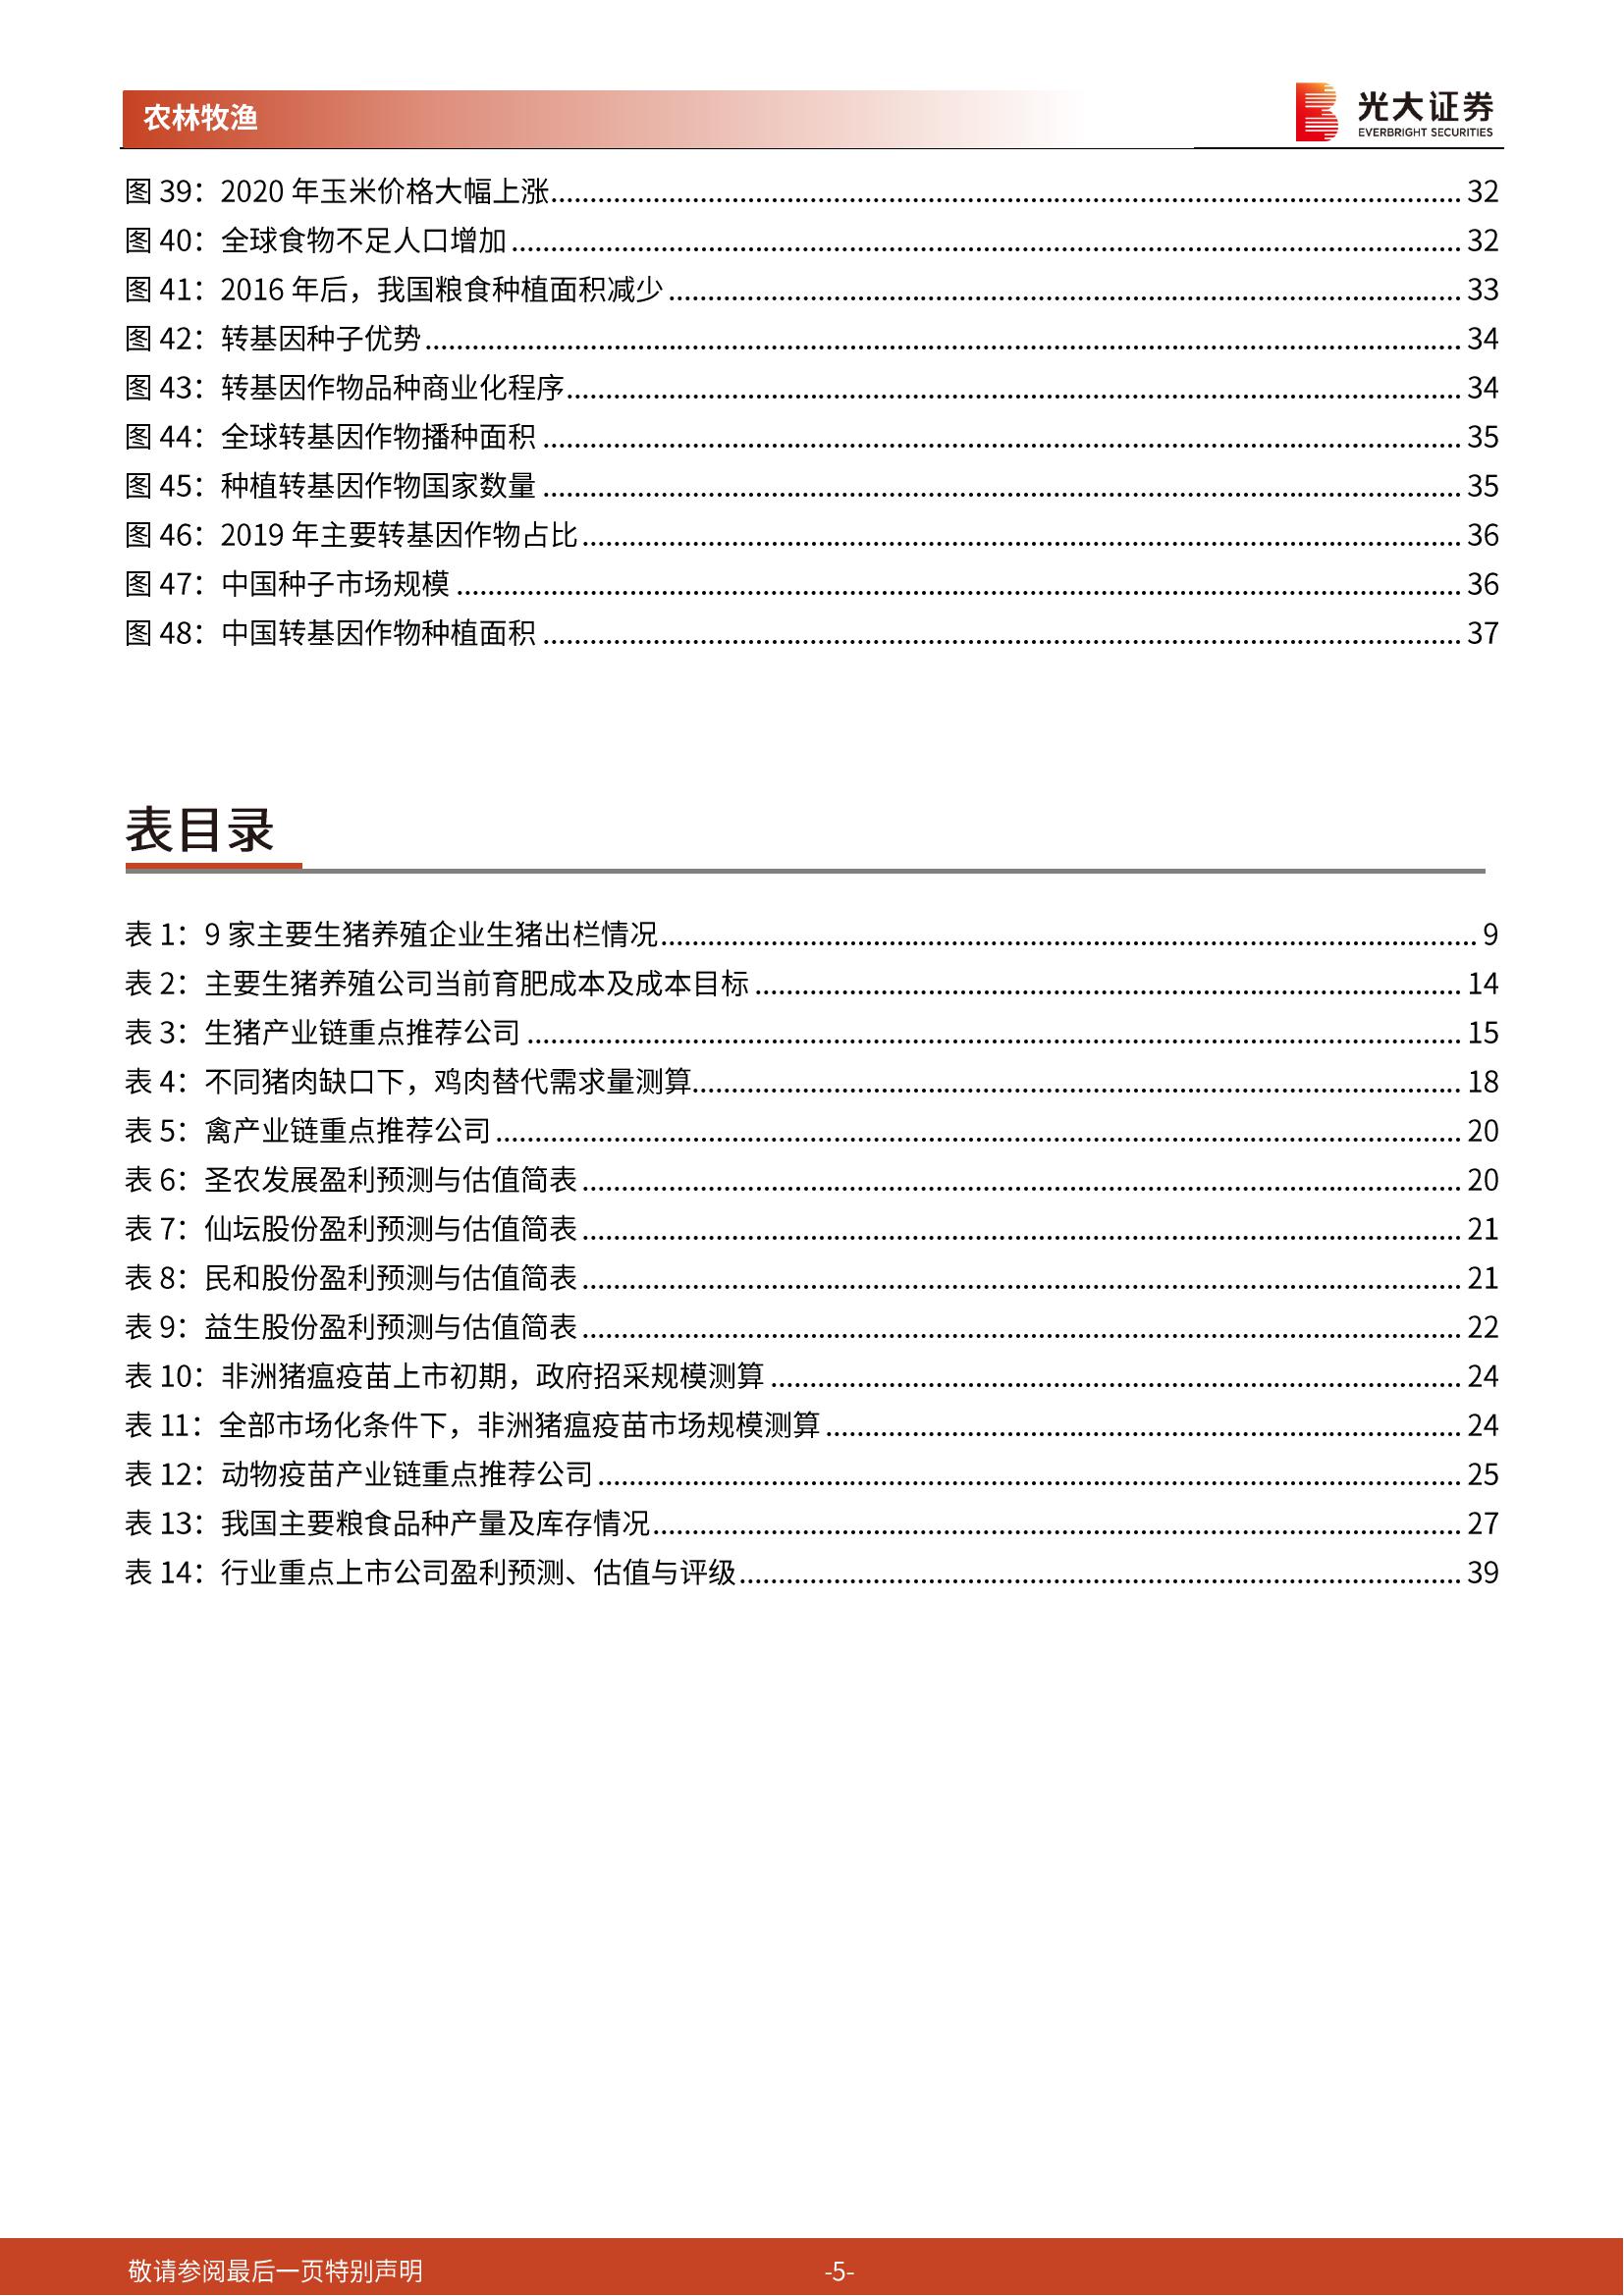 农林牧渔
光大证券
EVERBRIGHT SECURITIES
图 39：2020 年玉米价格大幅上涨 32
图 40：全球食物不足人口增加 32
图 41：2016 年后，我国粮食种植面积减少 33
图 42：转基因种子优势 34
图 43：转基因作物品种商业化程序 34
图 44：全球转基因作物播种面积 35
图 45：种植转基因作物国家数量 35
图 46：2019 年主要转基因作物占比 36
图 47：中国种子市场规模 36
图 48：中国转基因作物种植面积 37
表目录
表 1：9 家主要生猪养殖企业生猪出栏情况 9
表 2：主要生猪养殖公司当前育肥成本及成本目标 14
表 3：生猪产业链重点推荐公司 15
表 4：不同猪肉缺口下，鸡肉替代需求量测算 18
表 5：禽产业链重点推荐公司 20
表 6：圣农发展盈利预测与估值简表 20
表 7：仙坛股份盈利预测与估值简表 21
表 8：民和股份盈利预测与估值简表 21
表 9：益生股份盈利预测与估值简表 22
表 10：非洲猪瘟疫苗上市初期，政府招采规模测算 24
表 11：全部市场化条件下，非洲猪瘟疫苗市场规模测算 24
表 12：动物疫苗产业链重点推荐公司 25
表 13：我国主要粮食品种产量及库存情况 27
表 14：行业重点上市公司盈利预测、估值与评级 39
敬请参阅最后一页特别声明
-5-